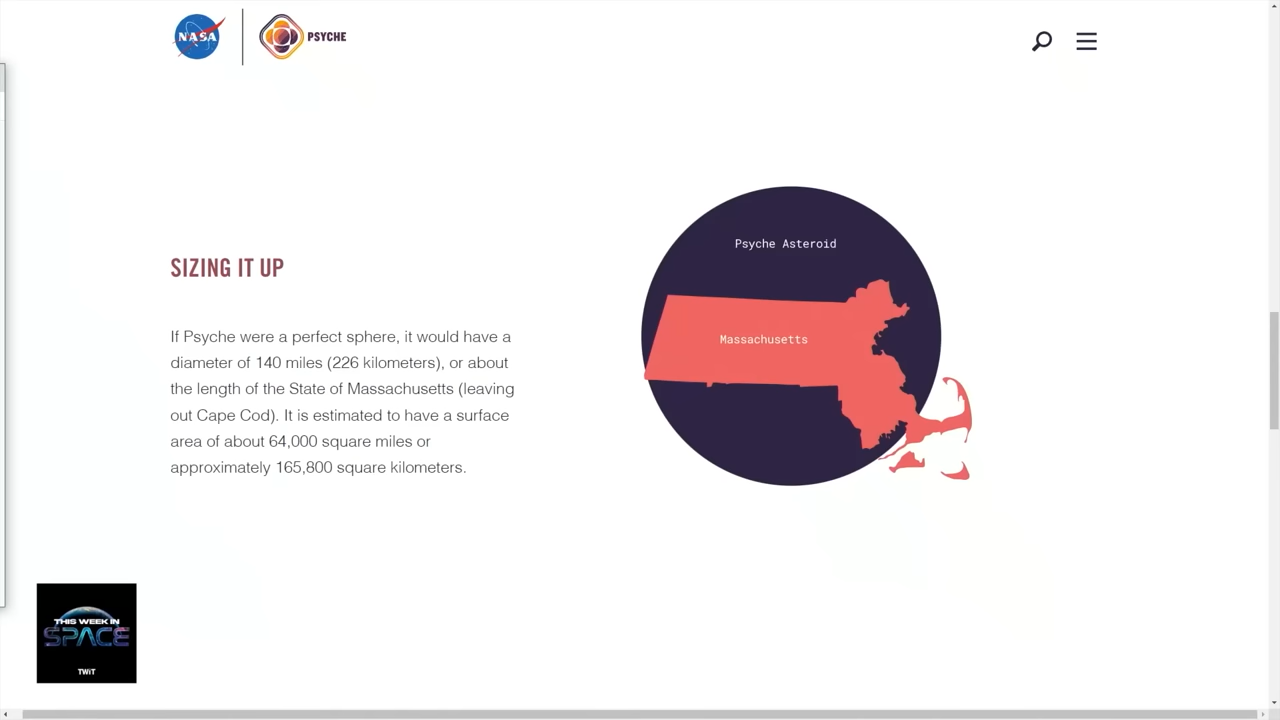 NASA
PSYCHE
Psyche Asteroid
SIZING IT UP
If Psyche were a perfect sphere, it would have a
diameter of 140 miles (226 kilometers), or about
the length of the State of Massachusetts (leaving
out Cape Cod). It is estimated to have a surface
area of about 64,000 square miles or
approximately 165,800 square kilometers.
Massachusetts
THIS WEEK IN
SPACE
TWiT